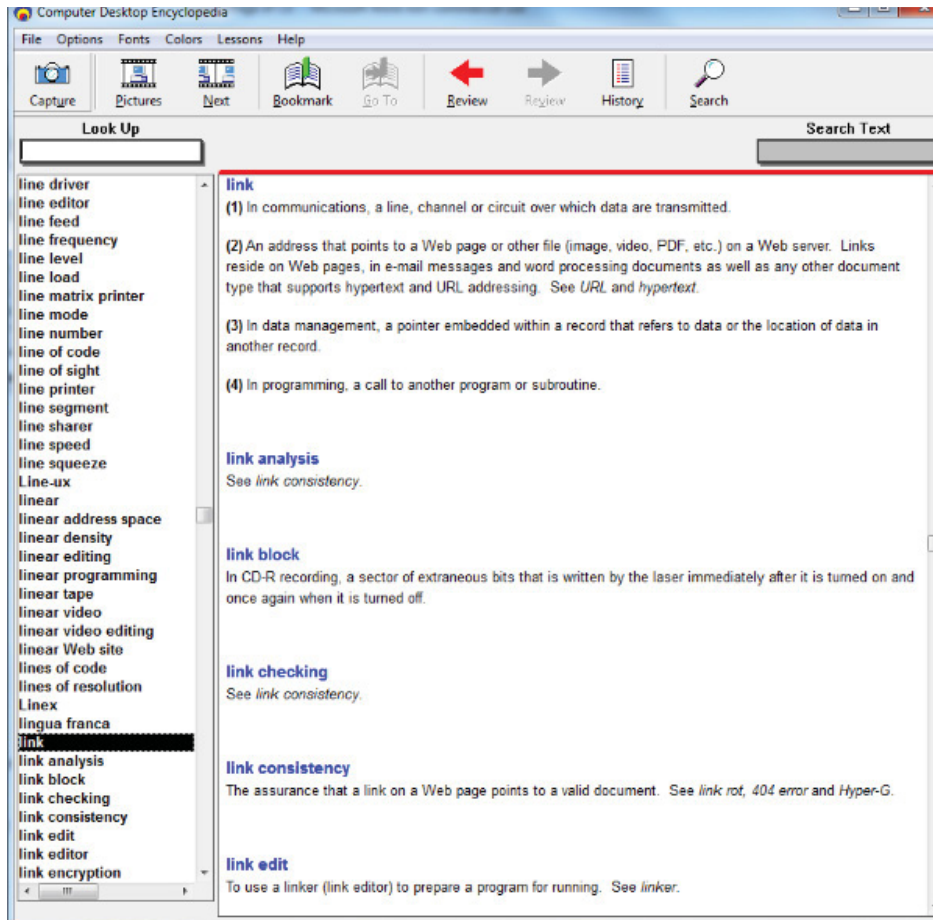 Computer Desktop Encyclopedia
File Options Fonts Colors Lessons Help
Capture Pictures Next Bookmark Go To Review Review History Search
Look Up Search Text
line driver
line editor
line feed
line frequency
line level
line load
line matrix printer
line mode
line number
line of code
line of sight
line printer
line segment
line sharer
line speed
line squeeze
Line-ux
linear
linear address space
linear density
linear editing
linear programming
linear tape
linear video
linear video editing
linear Web site
lines of code
lines of resolution
Linex
lingua franca
link
link analysis
link block
link checking
link consistency
link edit
link editor
link encryption
link
(1) In communications, a line, channel or circuit over which data are transmitted.
(2) An address that points to a Web page or other file (image, video, PDF, etc.) on a Web server. Links
reside on Web pages, in e-mail messages and word processing documents as well as any other document
type that supports hypertext and URL addressing. See URL and hypertext.
(3) In data management, a pointer embedded within a record that refers to data or the location of data in
another record.
(4) In programming, a call to another program or subroutine.
link analysis
See link consistency.
link block
In CD-R recording, a sector of extraneous bits that is written by the laser immediately after it is turned on and
once again when it is turned off.
link checking
See link consistency.
link consistency
The assurance that a link on a Web page points to a valid document. See link rot, 404 error and Hyper-G.
link edit
To use a linker (link editor) to prepare a program for running. See linker.